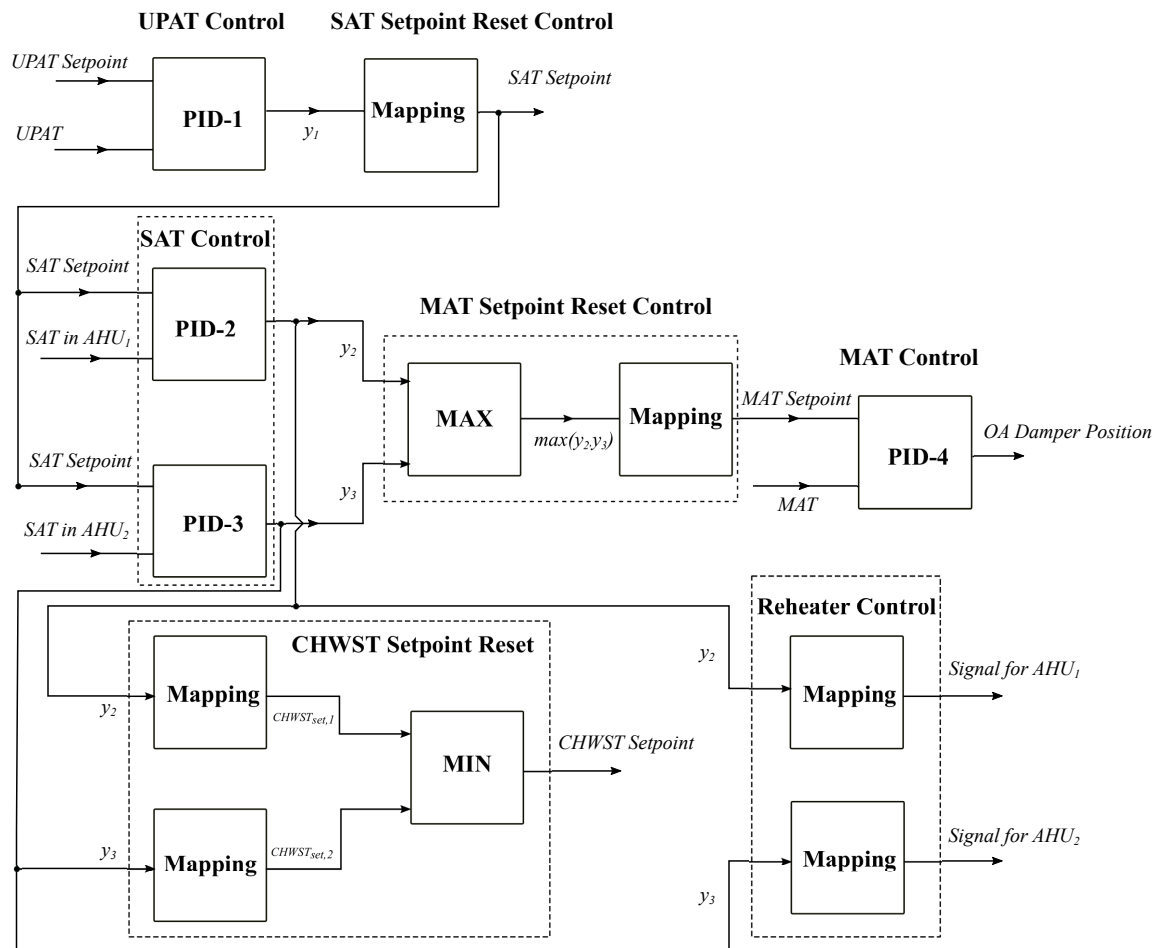 UPAT Control
SAT Setpoint Reset Control
UPAT Setpoint
UPAT
PID-1
y1
Mapping
SAT Setpoint
SAT Control
SAT Setpoint
SAT in AHU1
PID-2
SAT Setpoint
SAT in AHU2
PID-3
y2
y3
MAT Setpoint Reset Control
MAX
max(y2,y3)
Mapping
MAT Control
MAT Setpoint
MAT
PID-4
OA Damper Position
CHWST Setpoint Reset
y2
Mapping
CHWSTset,1
y3
Mapping
CHWSTset,2
MIN
CHWST Setpoint
Reheater Control
y2
Mapping
Signal for AHU1
y3
Mapping
Signal for AHU2